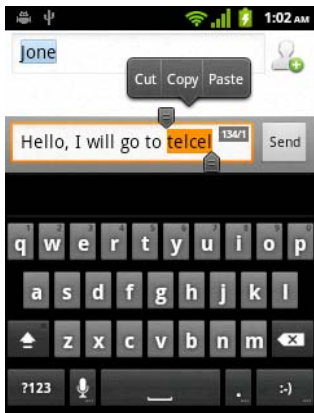 1:02 AM
Jone
Cut Copy Paste
Hello, I will go to telcel 134/1 Send
q w e r t y u i o p
a s d f g h j k l
z x c v b n m
?123 . :-)